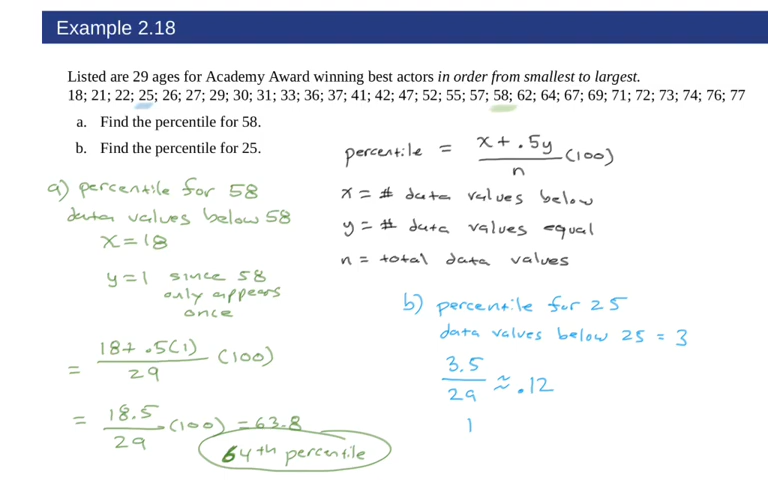 Example 2.18
Listed are 29 ages for Academy Award winning best actors in order from smallest to largest.
18; 21; 22; 25; 26; 27; 29; 30; 31; 33; 36; 37; 41; 42; 47; 52; 55; 57; 58; 62; 64; 67; 69; 71; 72; 73; 74; 76; 77
a. Find the percentile for 58.
b. Find the percentile for 25.
percentile = x + .5y / n (100)
x = # data values below
y = # data values equal
n = total data values
a) percentile for 58
data values below 58
x = 18
y = 1 since 58
only appears
once
= 18 + .5(1) / 29 (100)
= 18.5 / 29 (100) = 63.8
64th percentile
b) percentile for 25
data values below 25 = 3
3.5 / 29 ≈ .12
1